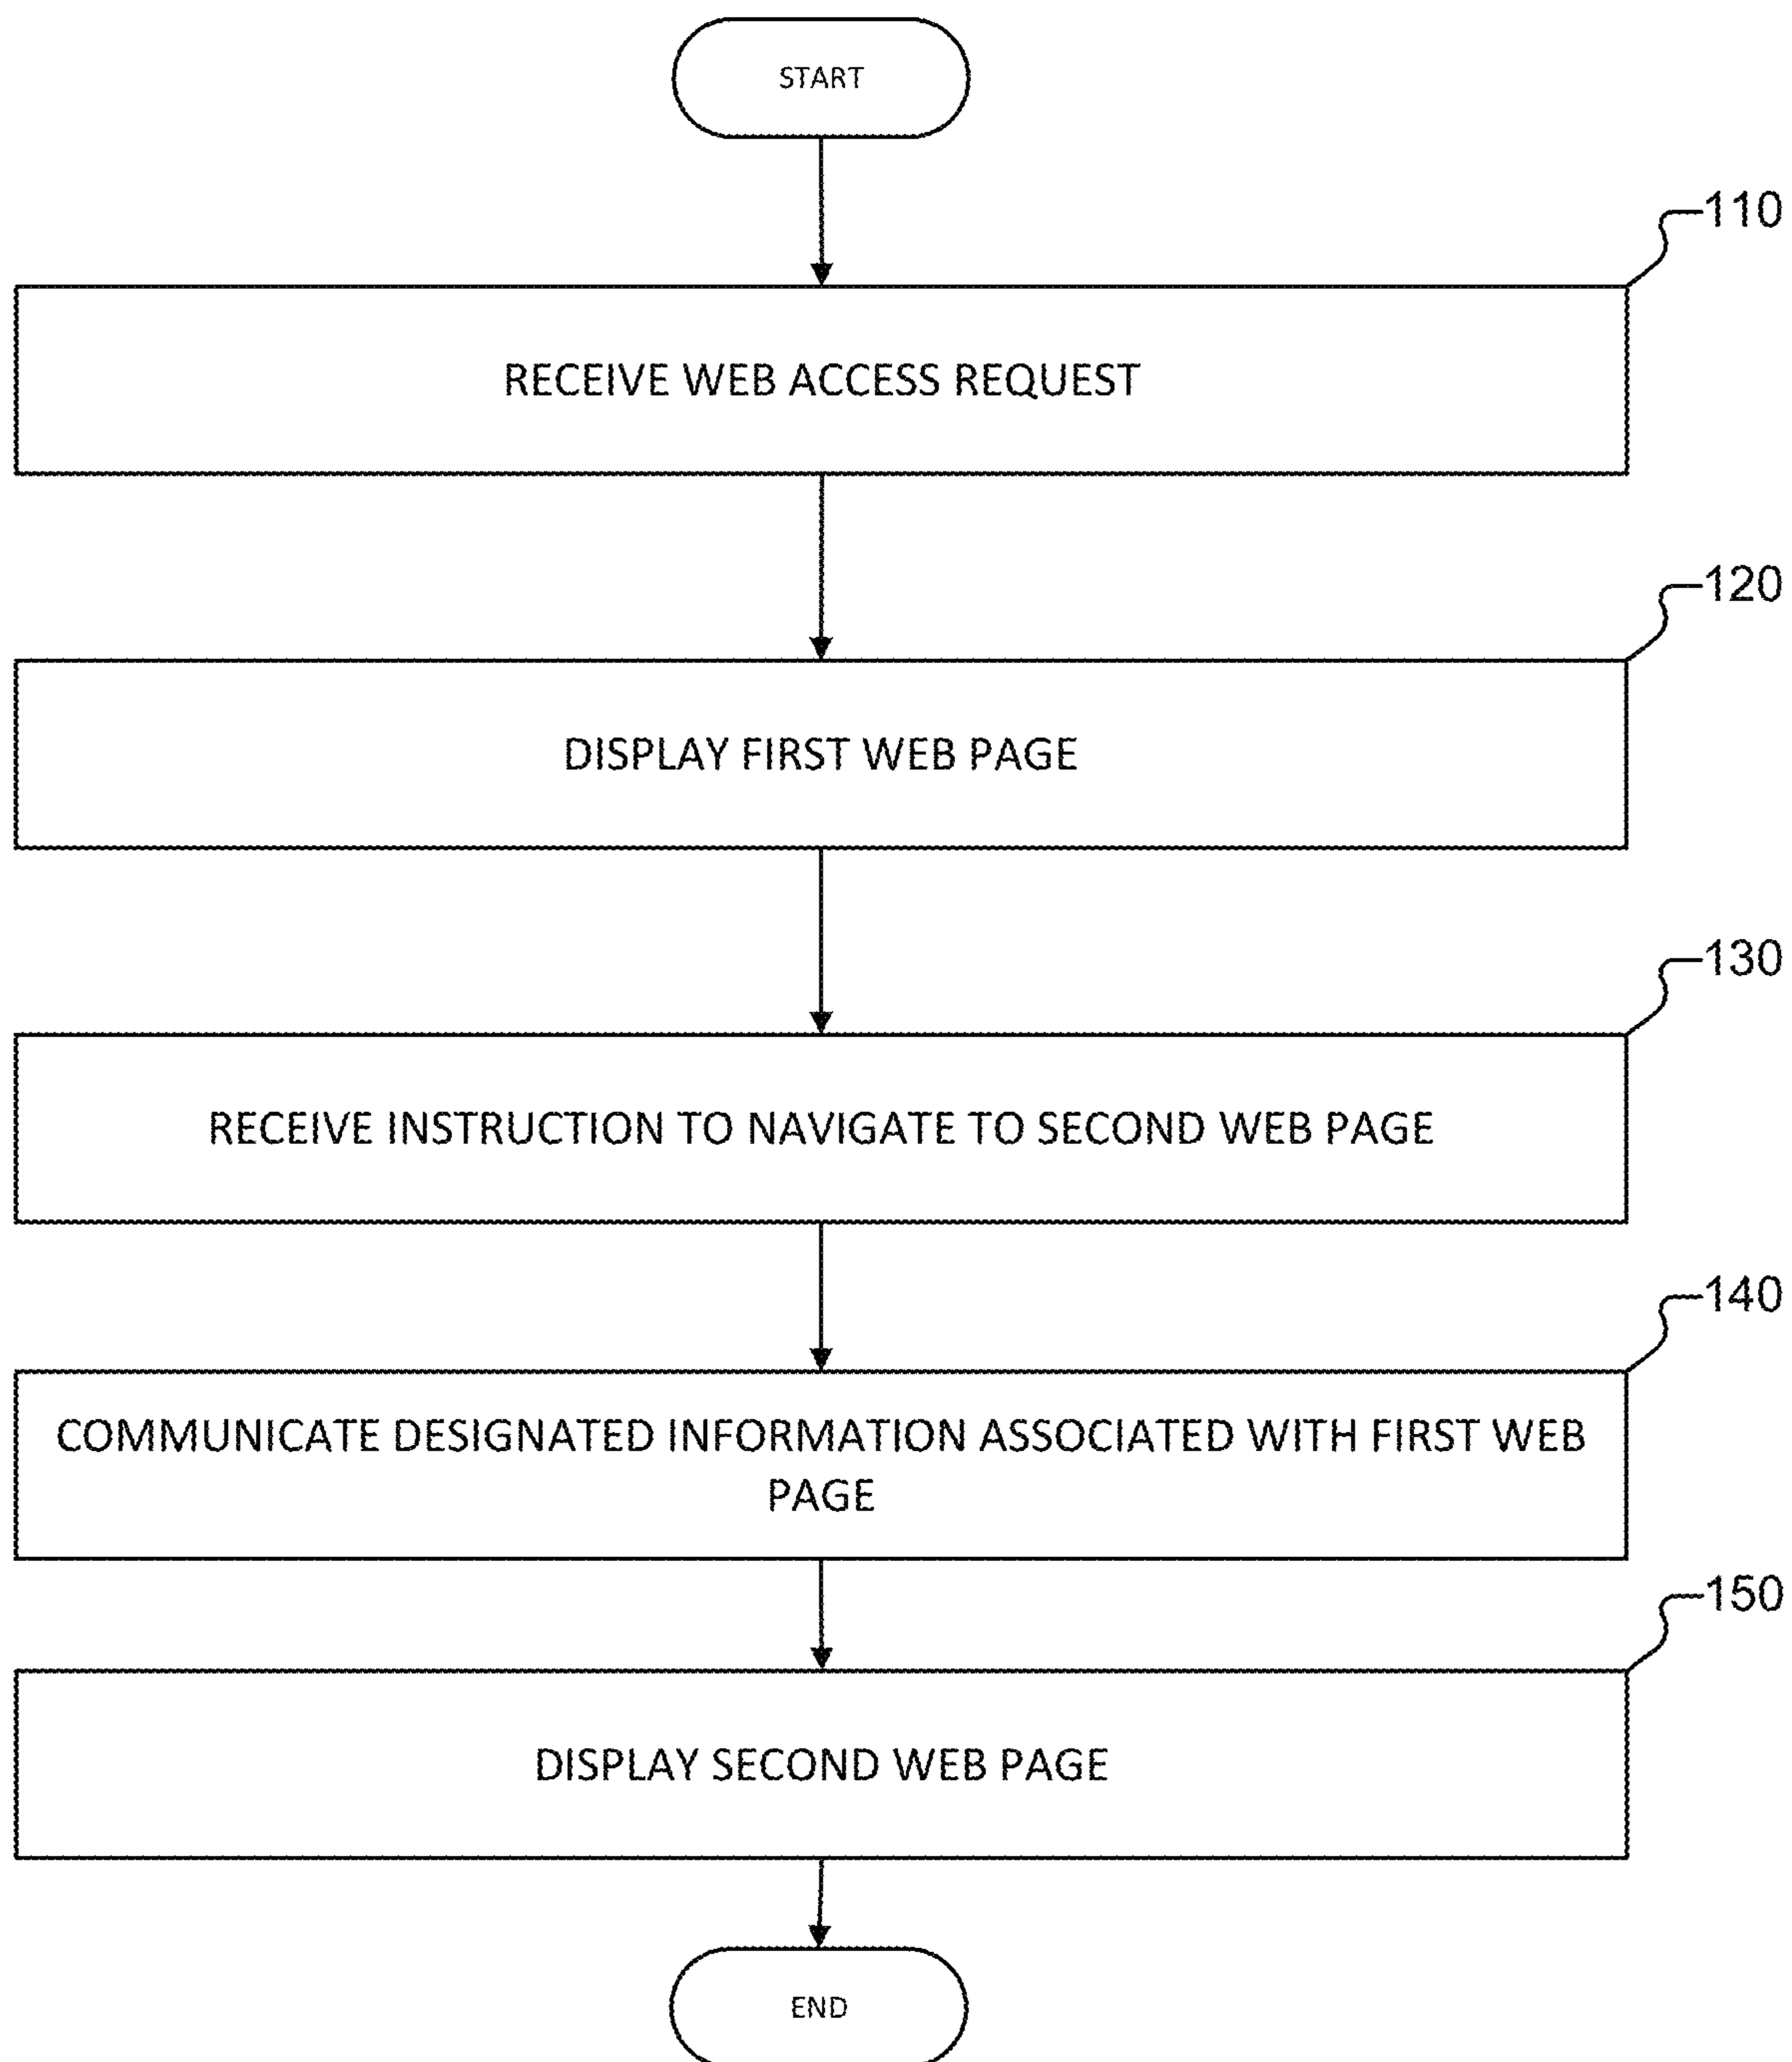 START
110
RECEIVE WEB ACCESS REQUEST
120
DISPLAY FIRST WEB PAGE
130
RECEIVE INSTRUCTION TO NAVIGATE TO SECOND WEB PAGE
140
COMMUNICATE DESIGNATED INFORMATION ASSOCIATED WITH FIRST WEB
PAGE
150
DISPLAY SECOND WEB PAGE
END